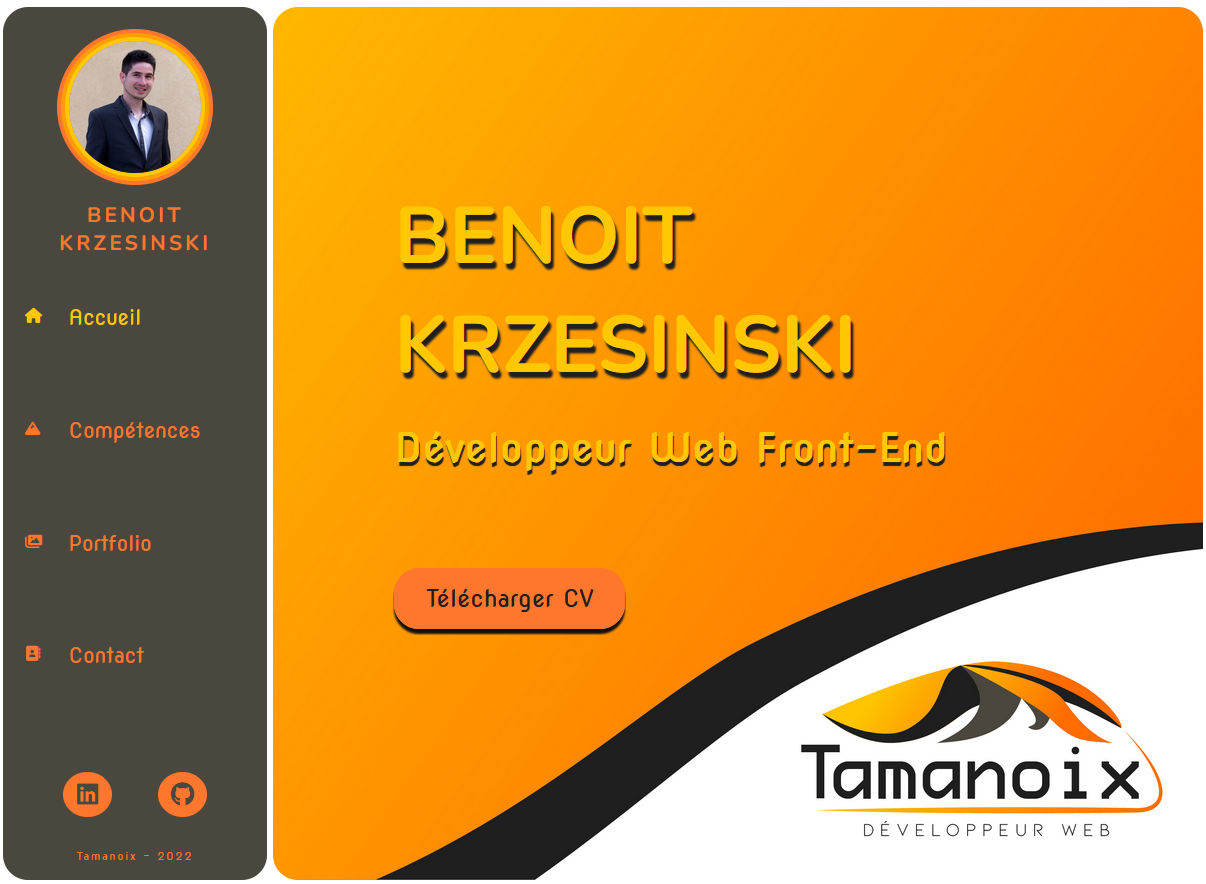 BENOIT
KRZESINSKI
Accueil
Compétences
Portfolio
Contact
in
Tamanoix - 2022
BENOIT
KRZESINSKI
Développeur Web Front-End
Télécharger CV
Tamanoix
DÉVELOPPEUR WEB